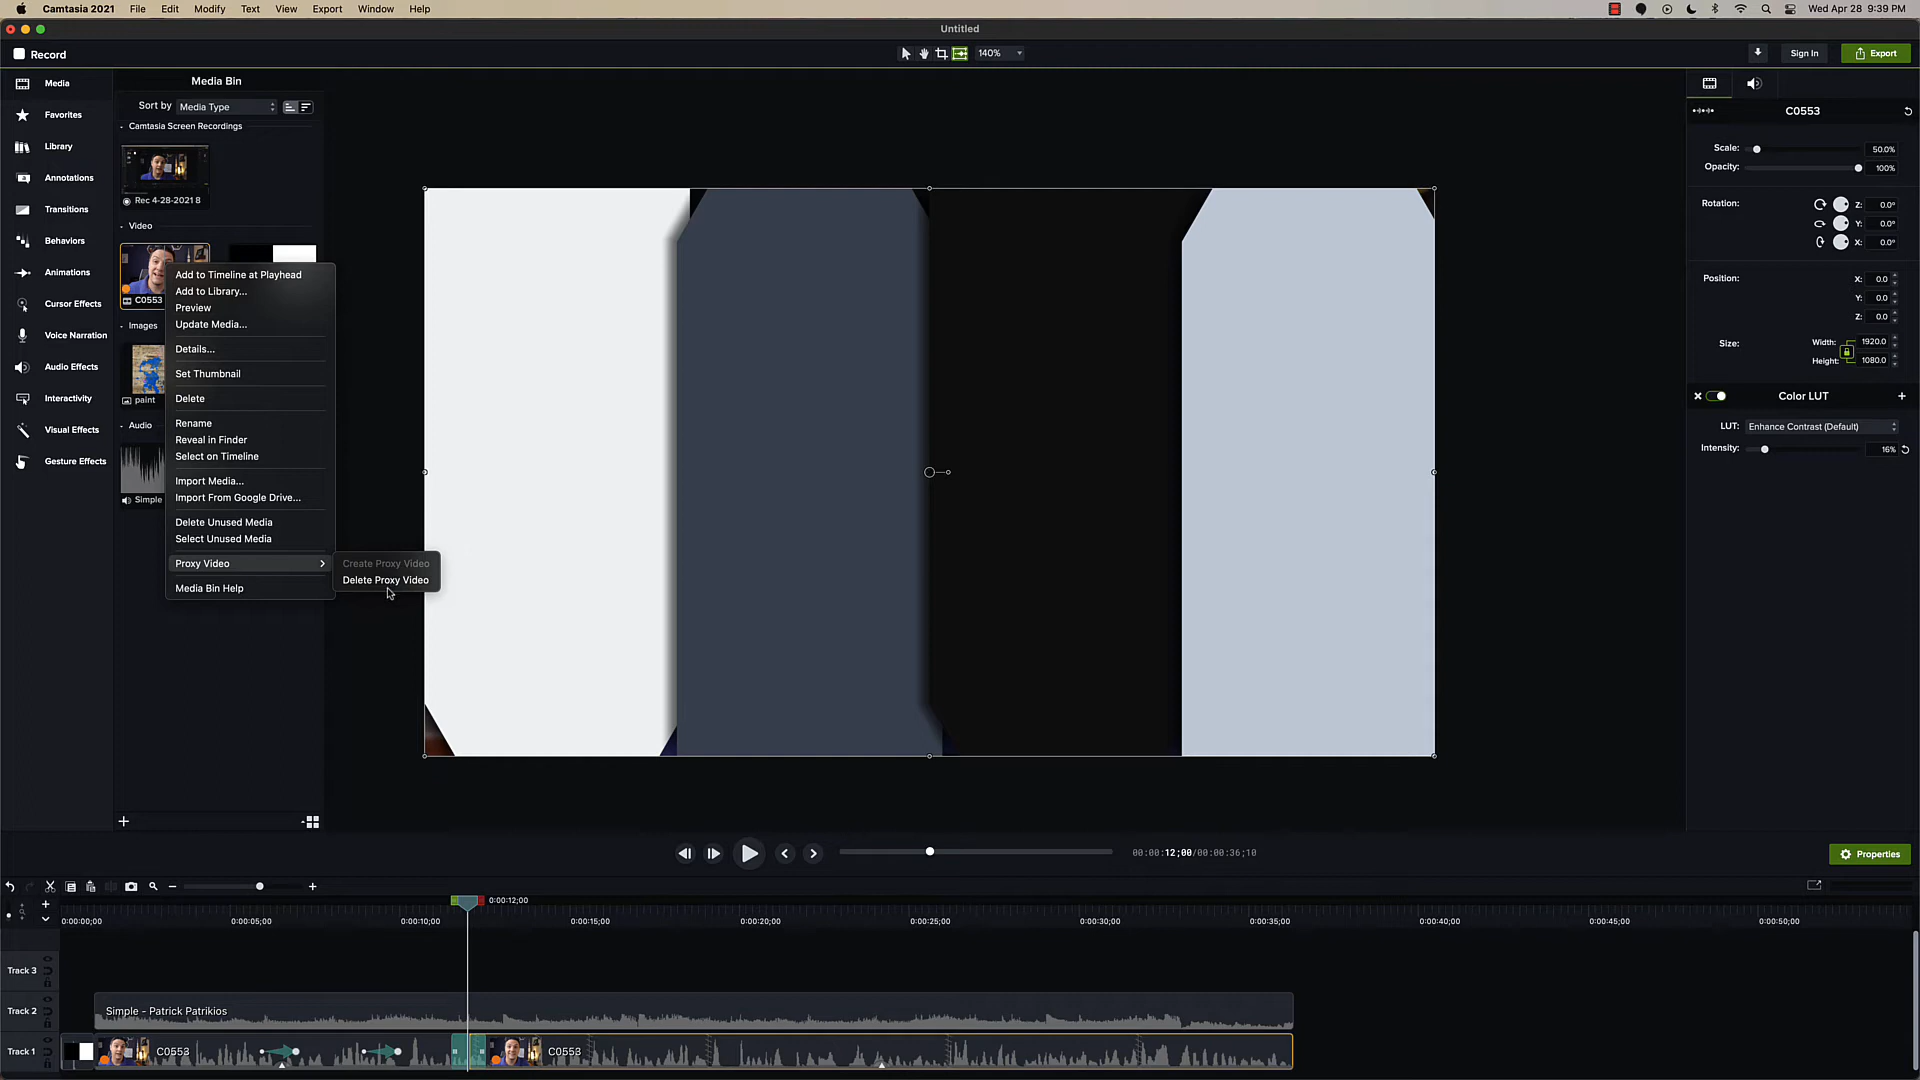 Camtasia 2021 File Edit Modify Text View Export Window Help
Wed Apr 28 9:39 PM
Untitled
Record
140%
Sign In
Export
Media
Favorites
Library
Annotations
Transitions
Behaviors
Animations
Cursor Effects
Voice Narration
Audio Effects
Interactivity
Visual Effects
Gesture Effects
Media Bin
Sort by Media Type
Camtasia Screen Recordings
Rec 4-28-2021 8
Video
C0553
Images
paint
Audio
Simple
Add to Timeline at Playhead
Add to Library...
Preview
Update Media...
Details...
Set Thumbnail
Delete
Rename
Reveal in Finder
Select on Timeline
Import Media...
Import From Google Drive...
Delete Unused Media
Select Unused Media
Proxy Video
Media Bin Help
Create Proxy Video
Delete Proxy Video
C0553
Scale: 50.0%
Opacity: 100%
Rotation: Z: 0.0°
Y: 0.0°
X: 0.0°
Position: X: 0.0
Y: 0.0
Z: 0.0
Size: Width: 1920.0
Height: 1080.0
Color LUT
LUT: Enhance Contrast (Default)
Intensity: 16%
00:00:12;00/00:00:36;10
Properties
0:00:12;00
0:00:00;00 0:00:05;00 0:00:10;00 0:00:15;00 0:00:20;00 0:00:25;00 0:00:30;00 0:00:35;00 0:00:40;00 0:00:45;00 0:00:50;00
Track 3
Track 2 Simple - Patrick Patrikios
Track 1 C0553 C0553